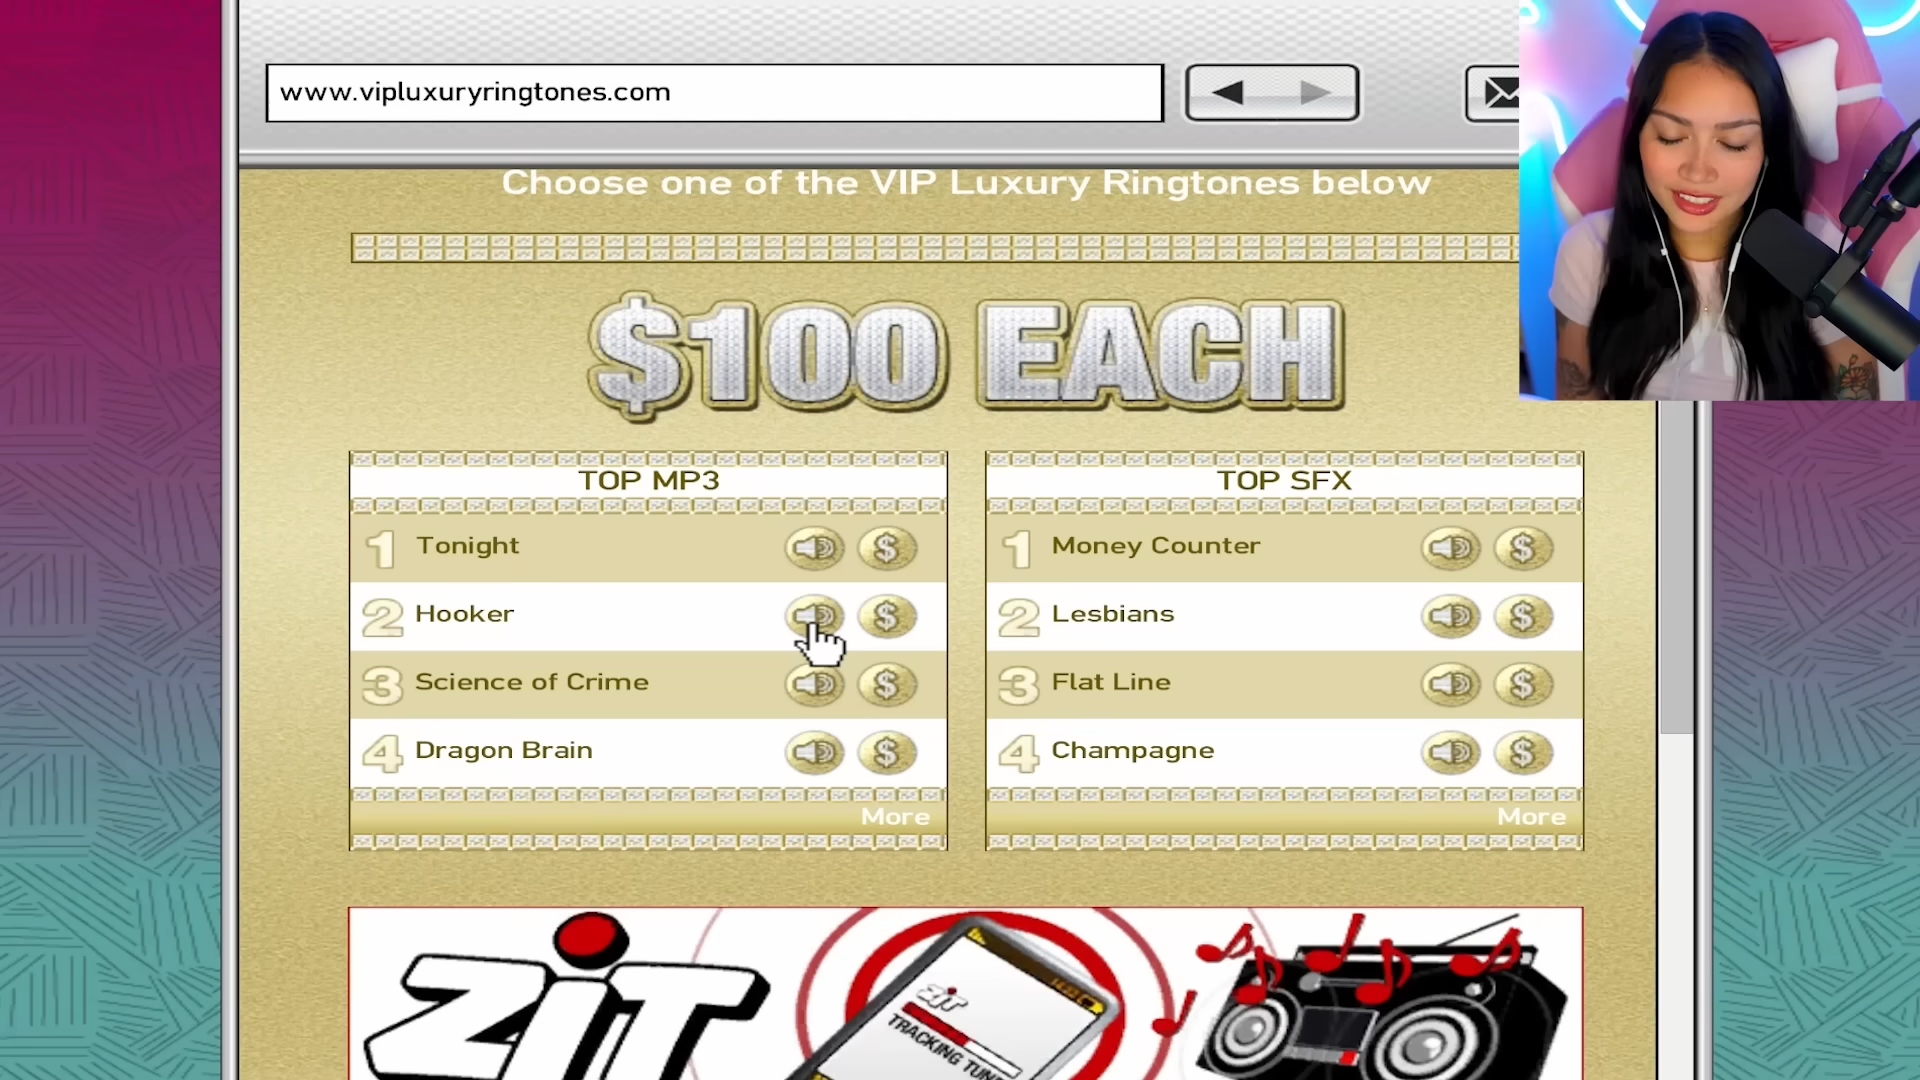 www.vipluxuryringtones.com
Choose one of the VIP Luxury Ringtones below
$100 EACH
TOP MP3
1 Tonight $
2 Hooker $
3 Science of Crime $
4 Dragon Brain $
More
TOP SFX
1 Money Counter $
2 Lesbians $
3 Flat Line $
4 Champagne $
More
ZiT
ZiT